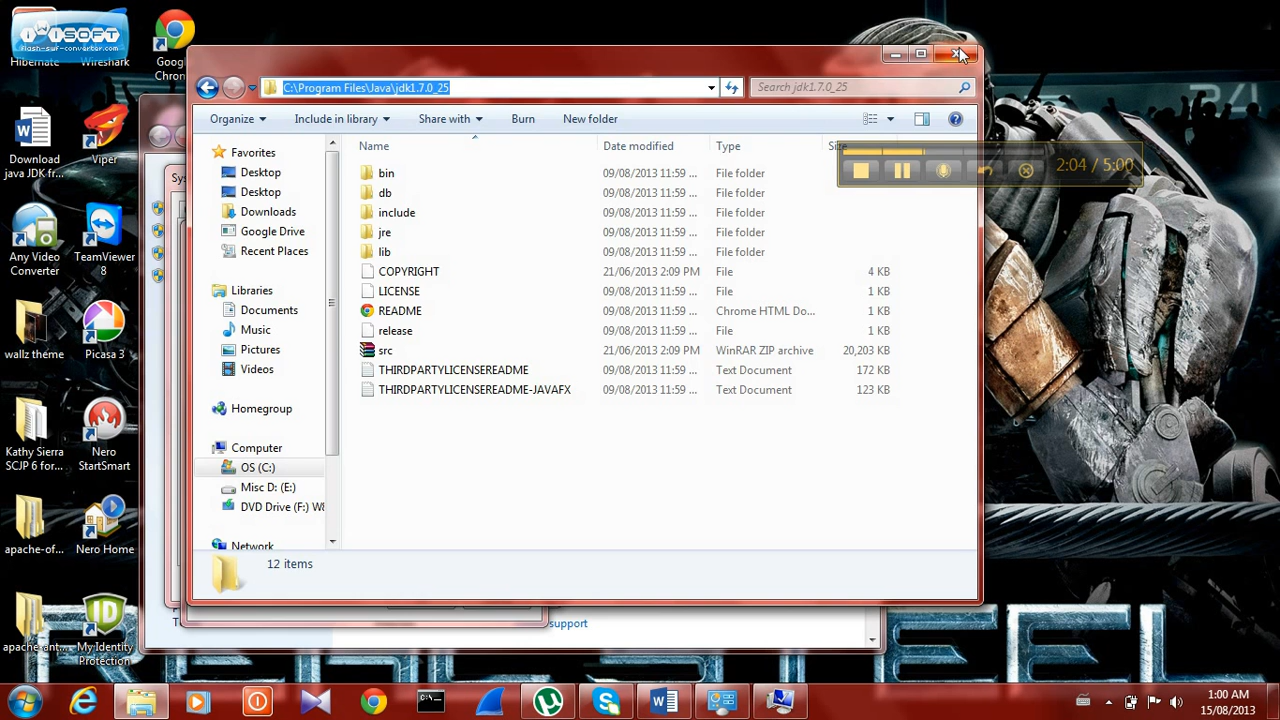 iWiSOFT
flash-swf-converter.com
Hibernate
Wireshark
Chron
C:\Program Files\Java\jdk1.7.0_25
Search jdk1.7.0_25
Organize
Include in library
Share with
Burn
New folder
Name
Date modified
Type
Size
Favorites
Desktop
Desktop
Downloads
Google Drive
Recent Places
Libraries
Documents
Music
Pictures
Videos
Homegroup
Computer
OS (C:)
Misc D: (E:)
DVD Drive (F:) W8
Network
bin 09/08/2013 11:59 ... File folder
db 09/08/2013 11:59 ... File folder
include 09/08/2013 11:59 ... File folder
jre 09/08/2013 11:59 ... File folder
lib 09/08/2013 11:59 ... File folder
COPYRIGHT 21/06/2013 2:09 PM File 4 KB
LICENSE 09/08/2013 11:59 ... File 1 KB
README 09/08/2013 11:59 ... Chrome HTML Do... 1 KB
release 09/08/2013 11:59 ... File 1 KB
src 21/06/2013 2:09 PM WinRAR ZIP archive 20,203 KB
THIRDPARTYLICENSEREADME 09/08/2013 11:59 ... Text Document 172 KB
THIRDPARTYLICENSEREADME-JAVAFX 09/08/2013 11:59 ... Text Document 123 KB
12 items
2:04 / 5:00
Download
java JDK fr...
Viper
Any Video
Converter
TeamViewer
8
wallz theme
Picasa 3
Kathy Sierra
SCJP 6 for...
Nero
StartSmart
apache-of...
Nero Home
apache-ant...
My Identity
Protection
Sys
support
REAL STEEL
1:00 AM
15/08/2013